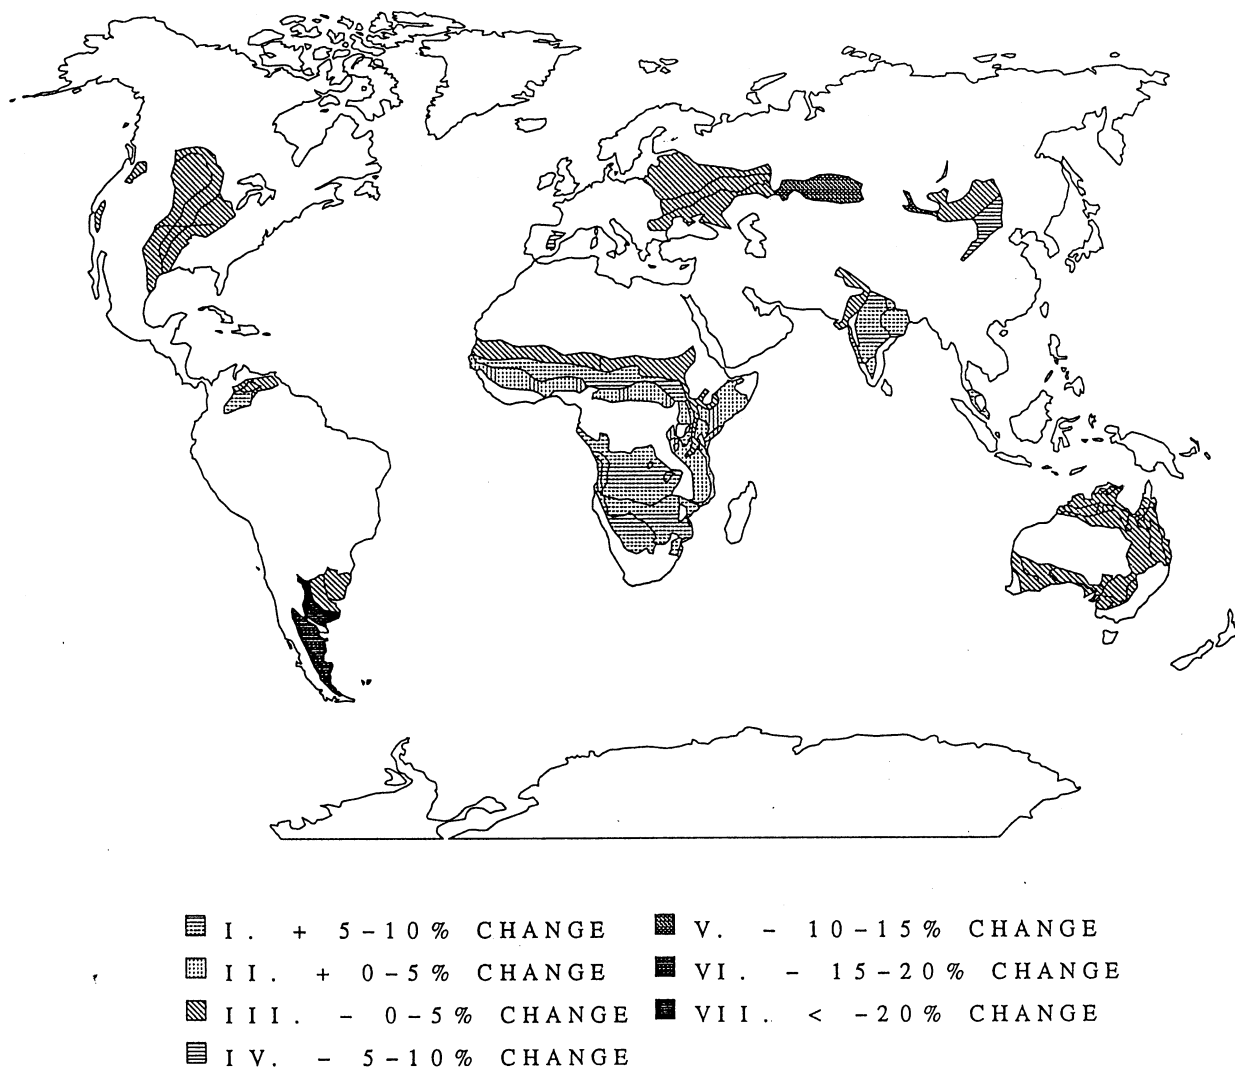 I. + 5-10% CHANGE
II. + 0-5% CHANGE
III. - 0-5% CHANGE
IV. - 5-10% CHANGE
V. - 10-15% CHANGE
VI. - 15-20% CHANGE
VII. < -20% CHANGE